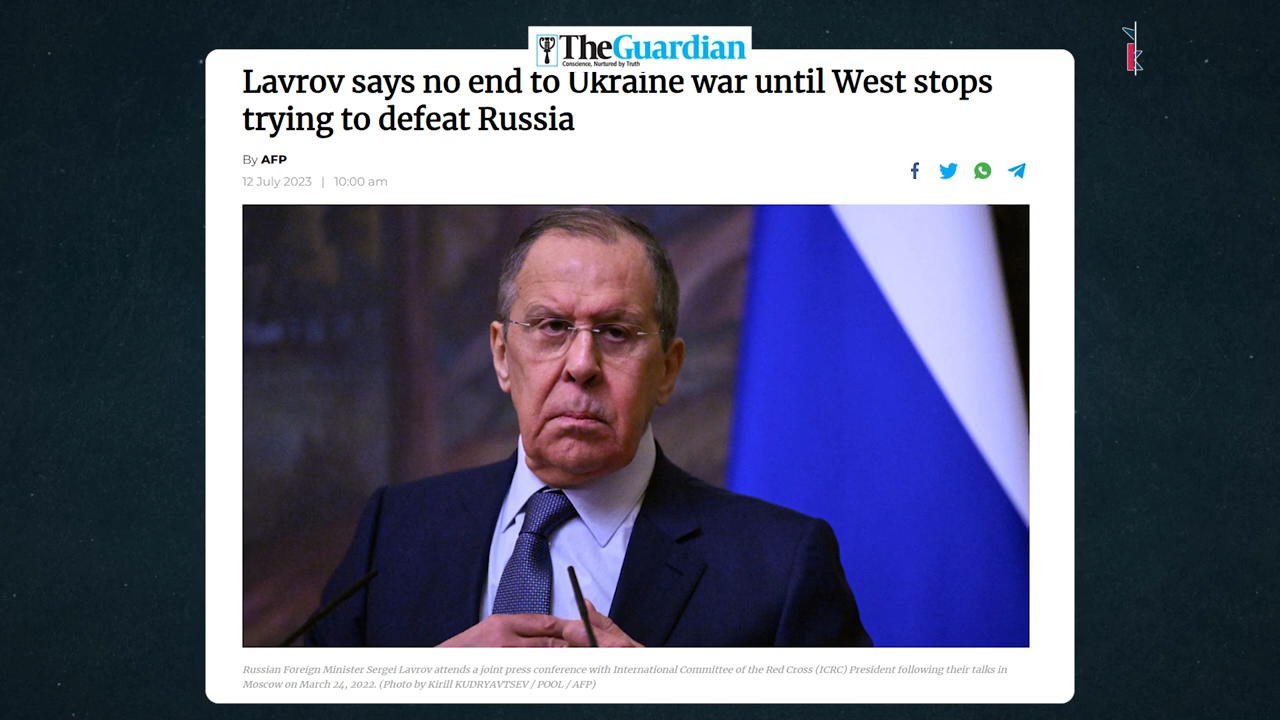 The Guardian
Conscience, Nurtured by Truth
Lavrov says no end to Ukraine war until West stops
trying to defeat Russia
By AFP
12 July 2023 | 10:00 am
Russian Foreign Minister Sergei Lavrov attends a joint press conference with International Committee of the Red Cross (ICRC) President following their talks in
Moscow on March 24, 2022. (Photo by Kirill KUDRYAVTSEV / POOL / AFP)